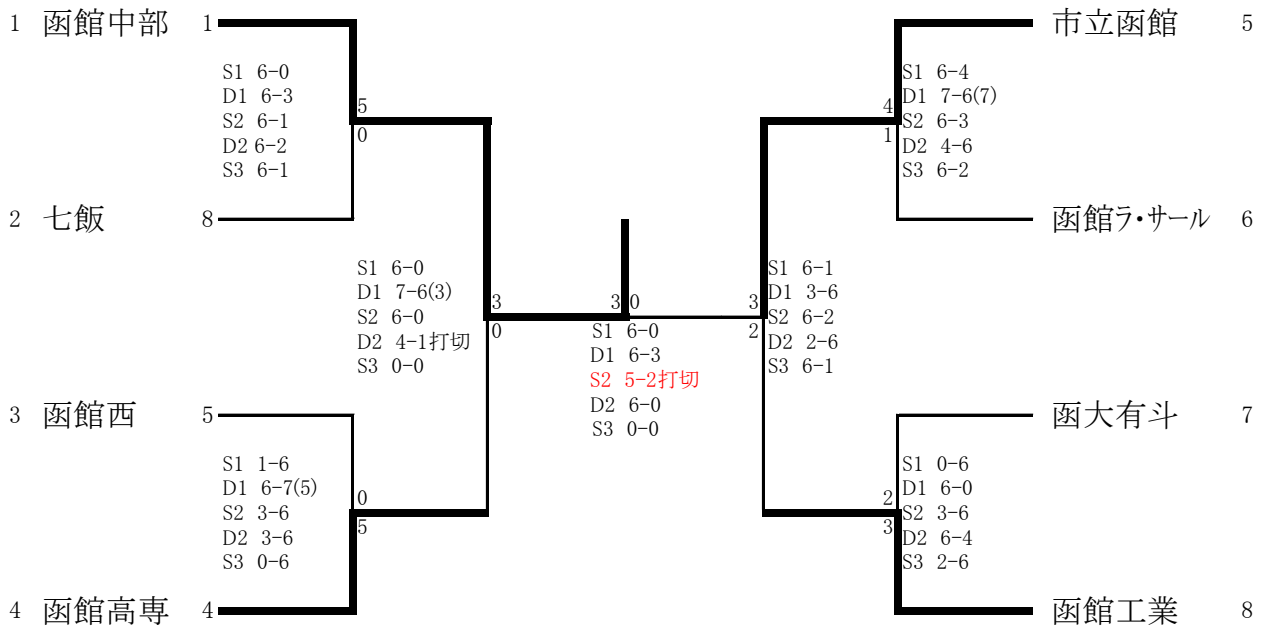 1 函館中部 1
S1 6-0
D1 6-3
S2 6-1
D2 6-2
S3 6-1
5
0
2 七飯 8
S1 6-0
D1 7-6(3)
S2 6-0
D2 4-1打切
S3 0-0
3
0
3 函館西 5
S1 1-6
D1 6-7(5)
S2 3-6
D2 3-6
S3 0-6
0
5
4 函館高専 4
3 0
S1 6-0
D1 6-3
S2 5-2打切
D2 6-0
S3 0-0
市立函館 5
S1 6-4
D1 7-6(7)
S2 6-3
D2 4-6
S3 6-2
4
1
函館ラ・サール 6
S1 6-1
D1 3-6
S2 6-2
D2 2-6
S3 6-1
3
2
函大有斗 7
S1 0-6
D1 6-0
S2 3-6
D2 6-4
S3 2-6
2
3
函館工業 8